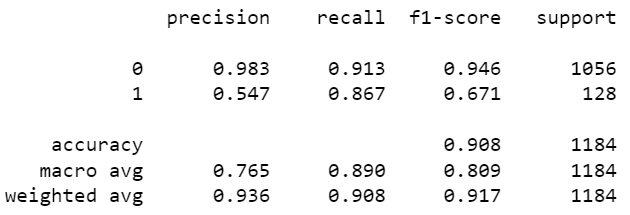 precision recall f1-score support
0 0.983 0.913 0.946 1056
1 0.547 0.867 0.671 128
accuracy 0.908 1184
macro avg 0.765 0.890 0.809 1184
weighted avg 0.936 0.908 0.917 1184